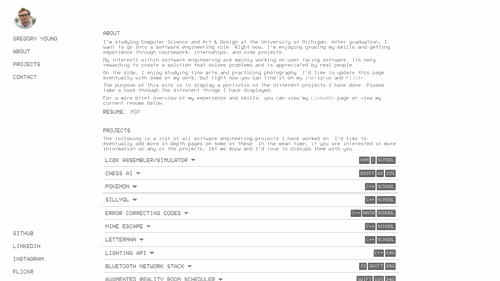 GREGORY YOUNG
ABOUT
PROJECTS
CONTACT
GITHUB
LINKEDIN
INSTAGRAM
FLICKR
ABOUT
I'm studying Computer Science and Art & Design at the University of Michigan. After graduation, I
want to go into a software engineering role. Right now, I'm enjoying growing my skills and getting
experience through coursework, internships, and side projects.
My interests within software engineering are mainly working on user facing software. Its very
rewarding to create a solution that solves problems and is appreciated by real people.
On the side, I enjoy studying fine arts and practicing photography. I'd like to update this page
eventually with some of my work, but right now you can find it on my Instagram and Flickr.
The purpose of this site is to display a portfolio of the different projects I have done. Please
take a look through the different things I have displayed.
For a more brief overview of my experience and skills, you can view my LinkedIn page or view my
current resume below.
RESUME: PDF
PROJECTS
The following is a list of all software engineering projects I have worked on. I'd like to
eventually add more in depth pages on some of these. In the mean time, if you are interested in more
information on any of the projects, let me know and I'd love to discuss them with you.
LC2K ASSEMBLER/SIMULATOR ASM C SCHOOL
CHESS AI SWIFT AI IOS
POKEMON C++ SCHOOL
SILLYQL C++ SCHOOL
ERROR CORRECTING CODES C++ MATH SCHOOL
MINE ESCAPE C++ SCHOOL
LETTERMAN C++ SCHOOL
LIGHTING API C++
BLUETOOTH NETWORK STACK SWIFT
AUGMENTED REALITY ROOM SCHEDULER SWIFT